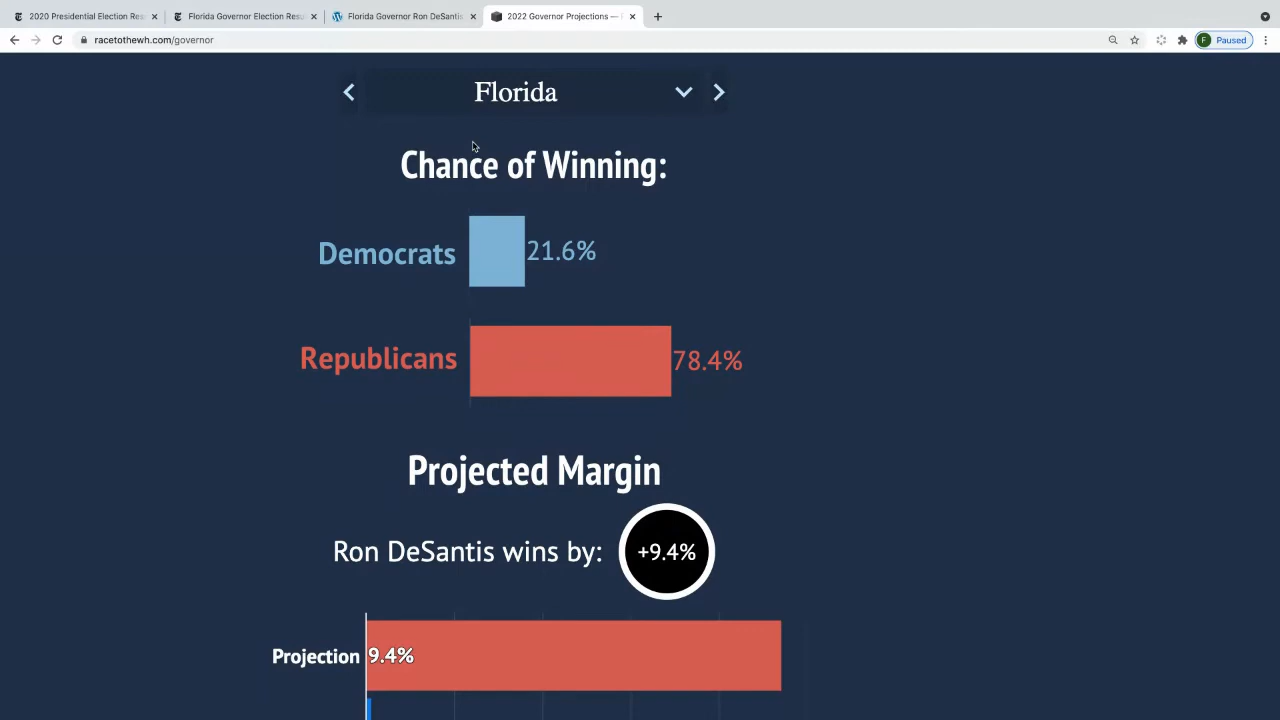 2020 Presidential Election Res
Florida Governor Election Resu
Florida Governor Ron DeSantis
2022 Governor Projections —
racetothewh.com/governor
F
Paused
Florida
Chance of Winning:
Democrats
21.6%
Republicans
78.4%
Projected Margin
Ron DeSantis wins by:
+9.4%
Projection
9.4%